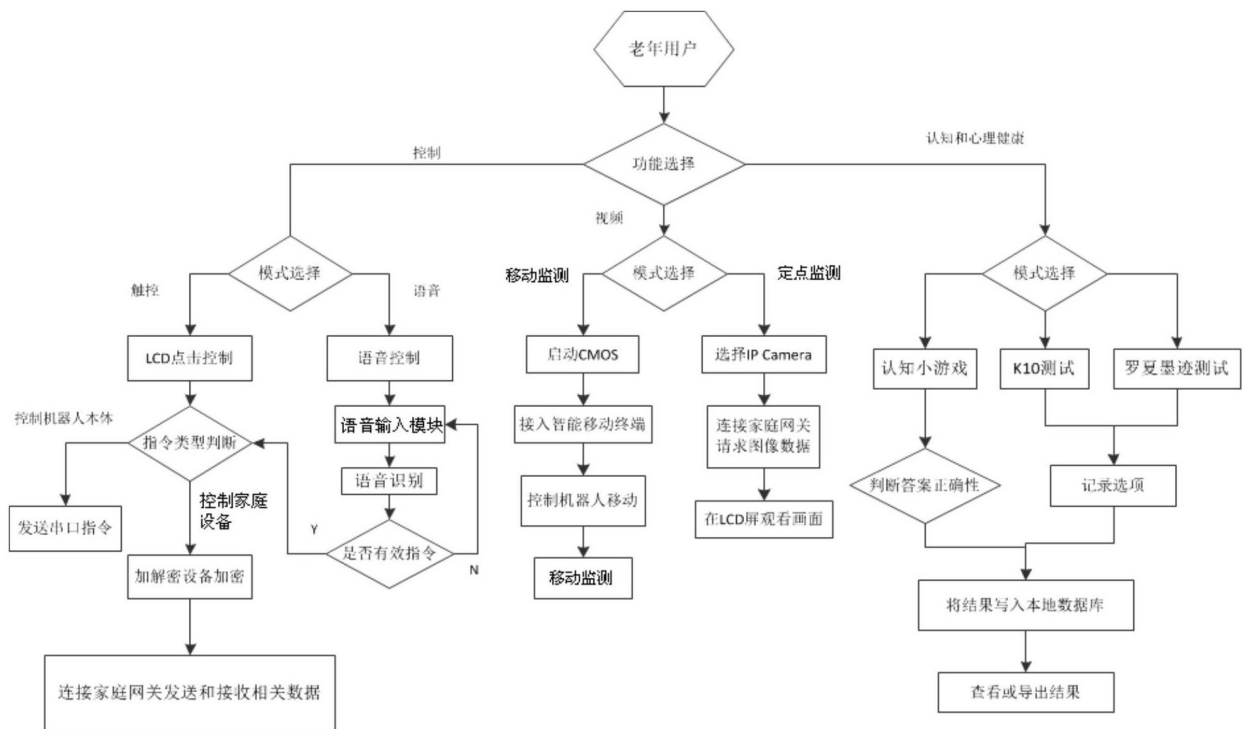 老年用户
功能选择
控制
认知和心理健康
视频
模式选择
触控
语音
模式选择
移动监测
定点监测
模式选择
LCD点击控制
语音控制
启动CMOS
选择IP Camera
认知小游戏
K10测试
罗夏墨迹测试
控制机器人本体
指令类型判断
语音输入模块
接入智能移动终端
连接家庭网关
请求图像数据
语音识别
判断答案正确性
记录选项
发送串口指令
控制家庭
设备
Y
是否有效指令
N
控制机器人移动
在LCD屏观看画面
加解密设备加密
移动监测
将结果写入本地数据库
连接家庭网关发送和接收相关数据
查看或导出结果